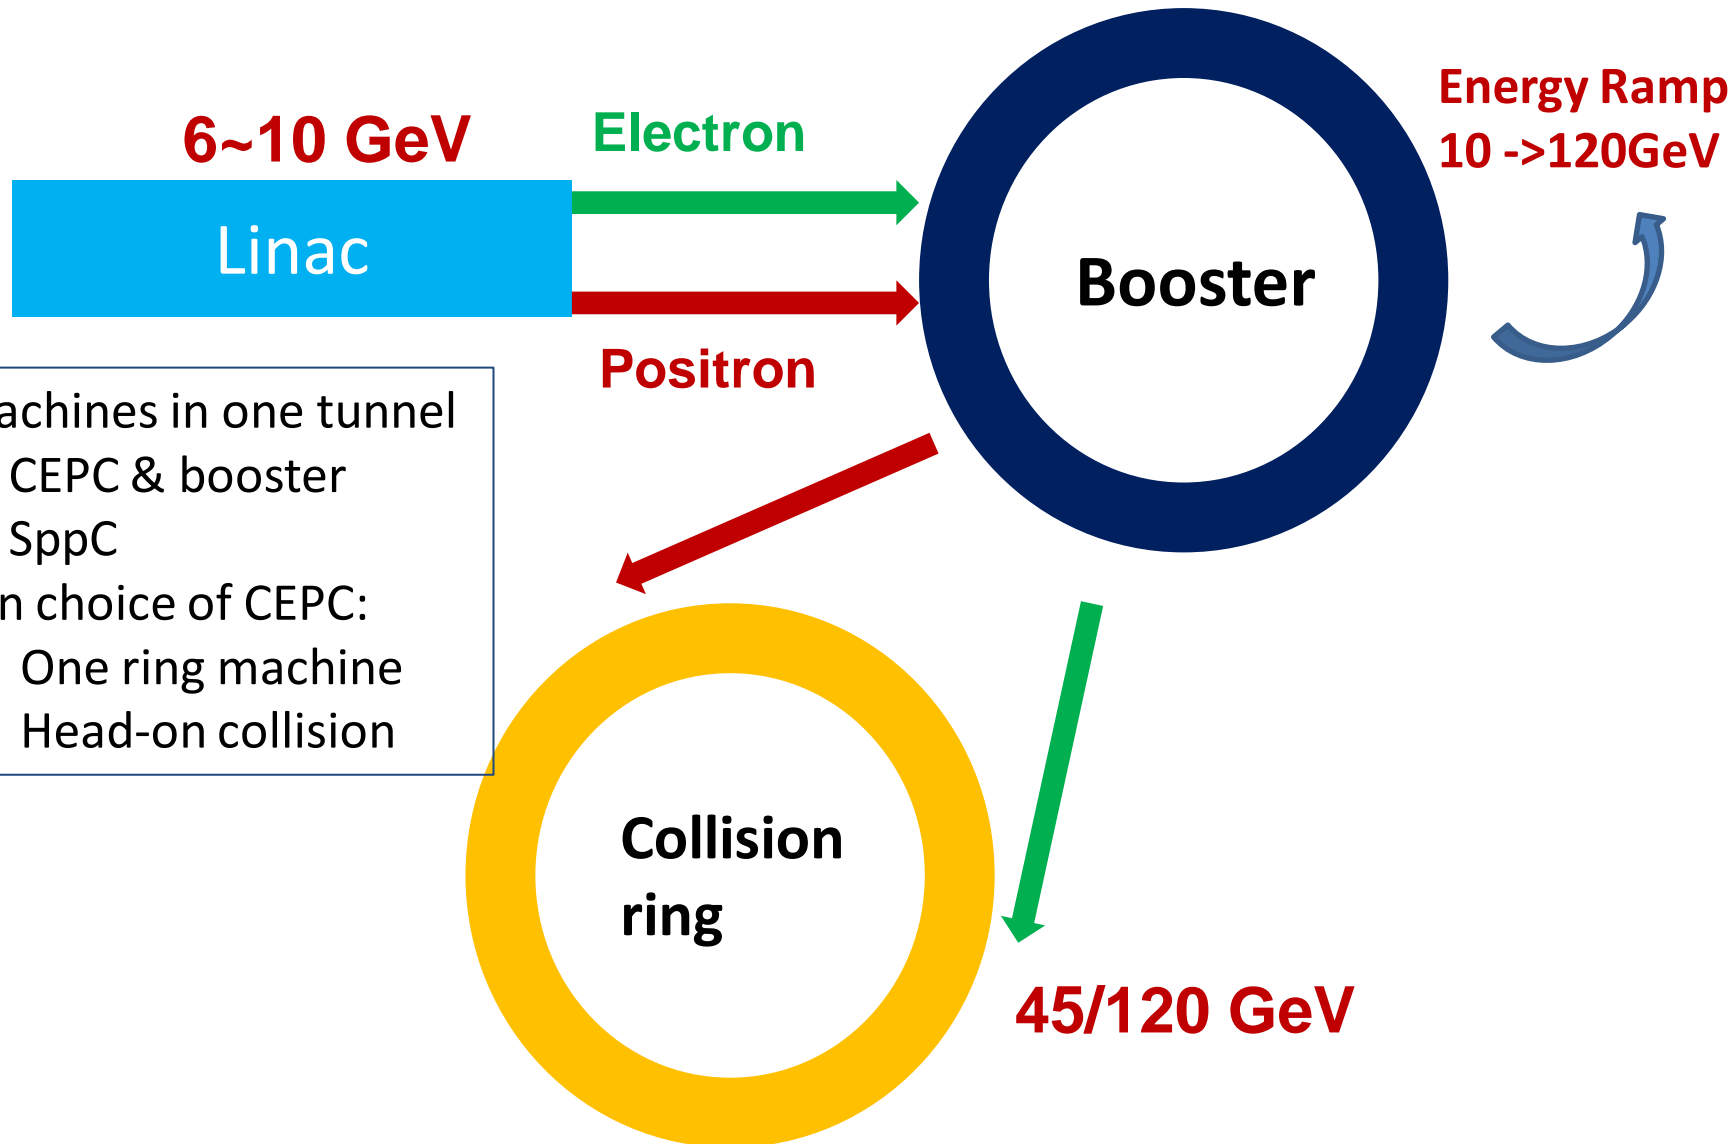 6~10 GeV
Electron
Energy Ramp
10 ->120GeV
Linac
Booster
Positron
achines in one tunnel
CEPC & booster
SppC
n choice of CEPC:
One ring machine
Head-on collision
Collision
ring
45/120 GeV